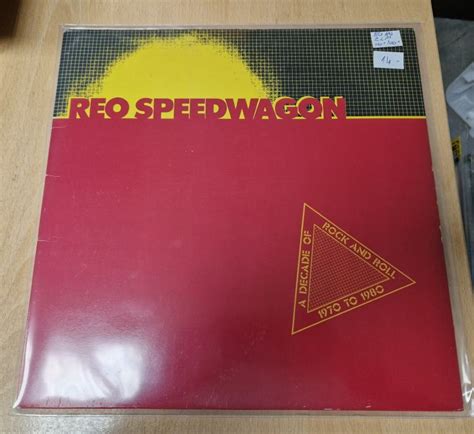 14.-
REO SPEEDWAGON
A DECADE OF
ROCK AND ROLL
1970 TO 1980